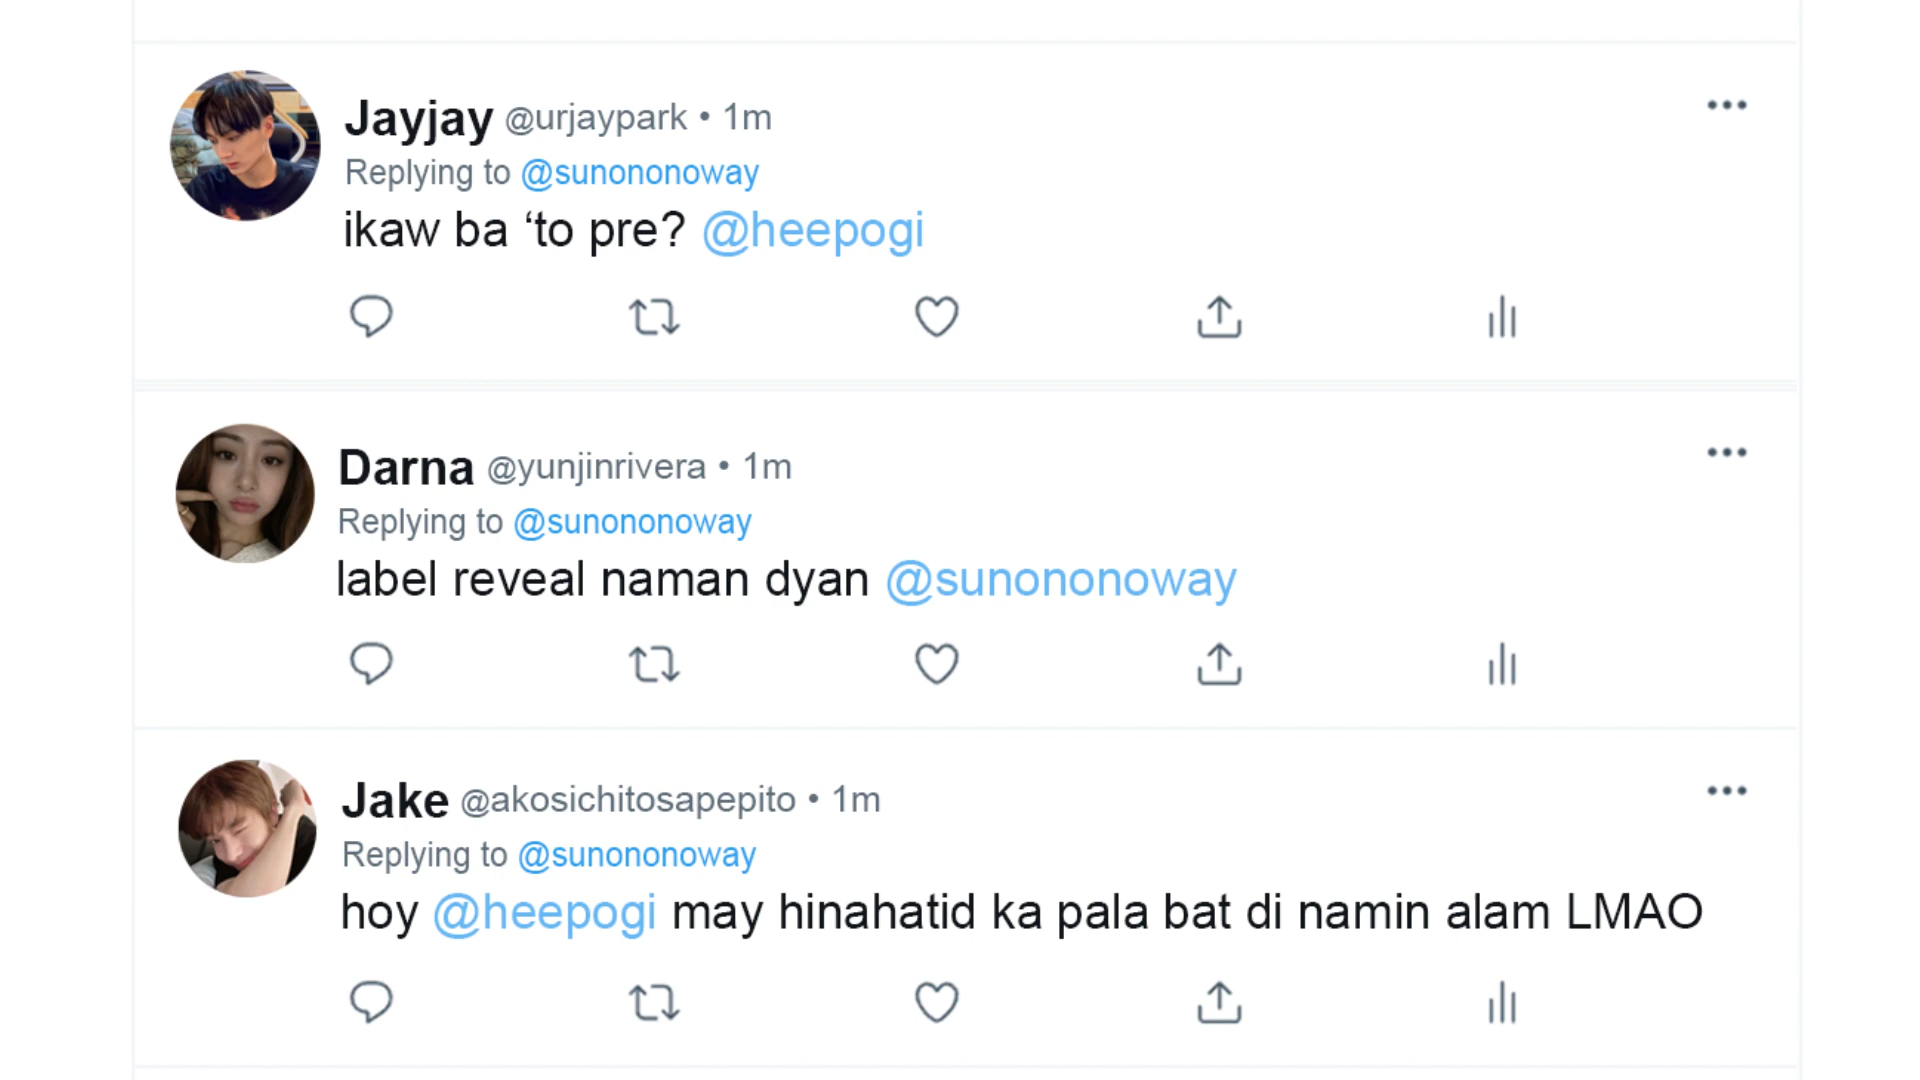 Jayjay @urjaypark • 1m
Replying to @sunononoway
ikaw ba ‘to pre? @heepogi
Darna @yunjinrivera • 1m
Replying to @sunononoway
label reveal naman dyan @sunononoway
Jake @akosichitosapepito • 1m
Replying to @sunononoway
hoy @heepogi may hinahatid ka pala bat di namin alam LMAO